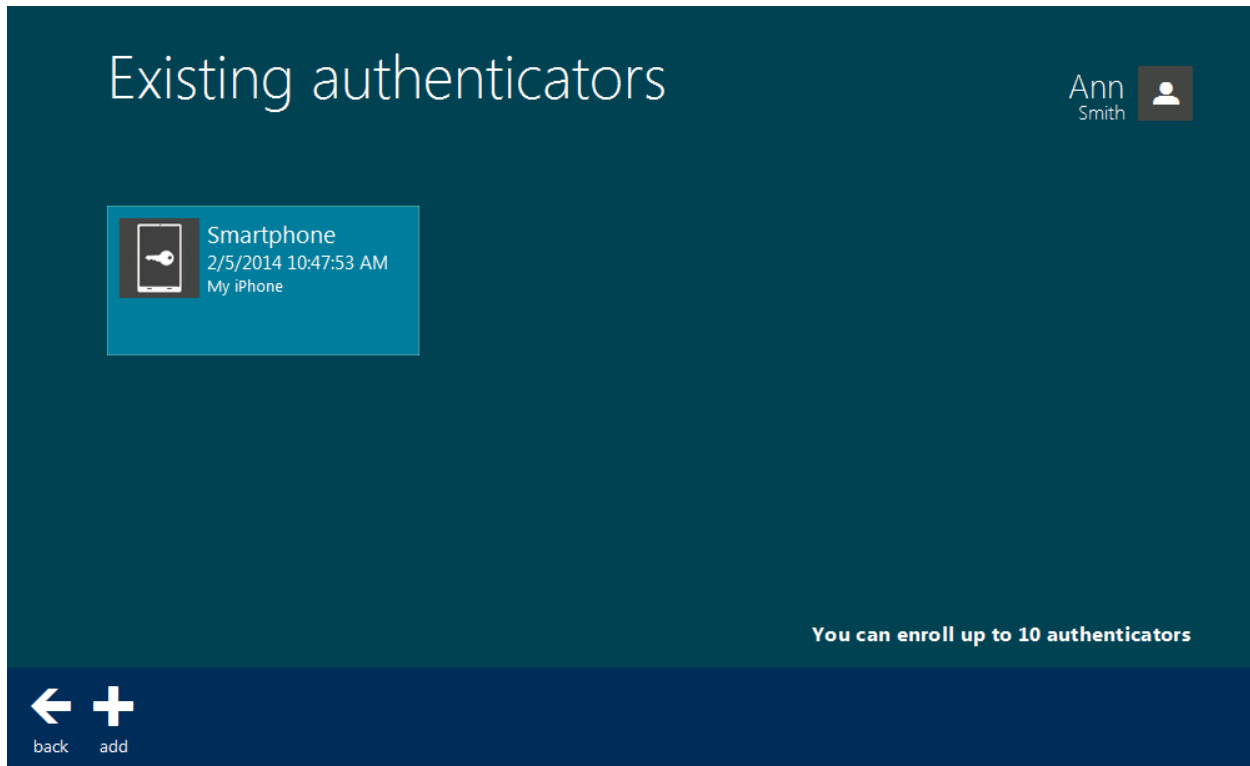 Existing authenticators
Ann
Smith
Smartphone
2/5/2014 10:47:53 AM
My iPhone
You can enroll up to 10 authenticators
back
add